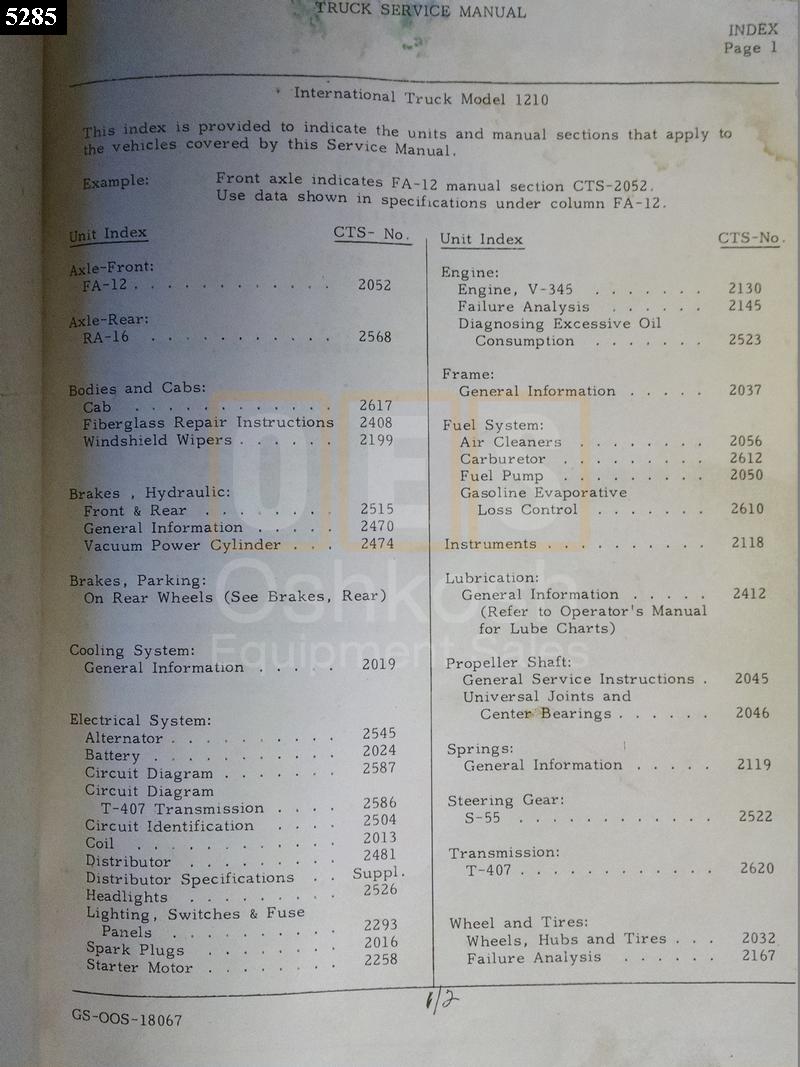 5285
TRUCK SERVICE MANUAL
INDEX
Page 1
International Truck Model 1210
This index is provided to indicate the units and manual sections that apply to
the vehicles covered by this Service Manual.
Example: Front axle indicates FA-12 manual section CTS-2052.
Use data shown in specifications under column FA-12.
Unit Index CTS- No.
Axle-Front:
FA-12 . . . . . . . . . . . 2052
Axle-Rear:
RA-16 . . . . . . . . . . 2568
Bodies and Cabs:
Cab . . . . . . . . . . . 2617
Fiberglass Repair Instructions 2408
Windshield Wipers . . . . . 2199
Brakes , Hydraulic:
Front & Rear . . . . . . . 2515
General Information . . . . . 2470
Vacuum Power Cylinder . . . 2474
Brakes, Parking:
On Rear Wheels (See Brakes, Rear)
Cooling System:
General Information . . . . . 2019
Electrical System:
Alternator . . . . . . . . . 2545
Battery . . . . . . . . . . 2024
Circuit Diagram . . . . . . . 2587
Circuit Diagram
T-407 Transmission . . . . 2586
Circuit Identification . . . . 2504
Coil . . . . . . . . . . . 2013
Distributor . . . . . . . . 2481
Distributor Specifications . . Suppl.
Headlights . . . . . . . . 2526
Lighting, Switches & Fuse
Panels . . . . . . . . . 2293
Spark Plugs . . . . . . . 2016
Starter Motor . . . . . . . 2258
Unit Index CTS-No.
Engine:
Engine, V-345 . . . . . . 2130
Failure Analysis . . . . . 2145
Diagnosing Excessive Oil
Consumption . . . . . . 2523
Frame:
General Information . . . . . 2037
Fuel System:
Air Cleaners . . . . . . . 2056
Carburetor . . . . . . . . 2612
Fuel Pump . . . . . . . . 2050
Gasoline Evaporative
Loss Control . . . . . . 2610
Instruments . . . . . . . . . 2118
Lubrication:
General Information . . . . . 2412
(Refer to Operator's Manual
for Lube Charts)
Propeller Shaft:
General Service Instructions . 2045
Universal Joints and
Center Bearings . . . . . 2046
Springs:
General Information . . . . . 2119
Steering Gear:
S-55 . . . . . . . . . . . 2522
Transmission:
T-407 . . . . . . . . . . . 2620
Wheel and Tires:
Wheels, Hubs and Tires . . . 2032
Failure Analysis . . . . . 2167
GS-OOS-18067
1/2
UES
Oshkosh
Equipment Sales